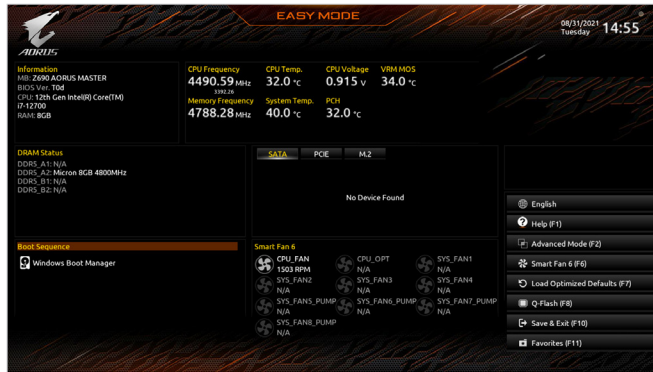 EASY MODE
08/31/2021
Tuesday
14:55
AORUS
Information
MB: Z690 AORUS MASTER
BIOS Ver. T0d
CPU: 12th Gen Intel(R) Core(TM)
i7-12700
RAM: 8GB
CPU Frequency
4490.59 MHz
3392.26
CPU Temp.
32.0 °C
CPU Voltage
0.915 V
VRM MOS
34.0 °C
Memory Frequency
4788.28 MHz
System Temp.
40.0 °C
PCH
32.0 °C
DRAM Status
DDR5_A1: N/A
DDR5_A2: Micron 8GB 4800MHz
DDR5_B1: N/A
DDR5_B2: N/A
SATA PCIE M.2
No Device Found
Boot Sequence
Windows Boot Manager
Smart Fan 6
CPU_FAN
1503 RPM
CPU_OPT
N/A
SYS_FAN1
N/A
SYS_FAN2
N/A
SYS_FAN3
N/A
SYS_FAN4
N/A
SYS_FAN5_PUMP
N/A
SYS_FAN6_PUMP
N/A
SYS_FAN7_PUMP
N/A
SYS_FAN8_PUMP
N/A
English
Help (F1)
Advanced Mode (F2)
Smart Fan 6 (F6)
Load Optimized Defaults (F7)
Q-Flash (F8)
Save & Exit (F10)
Favorites (F11)